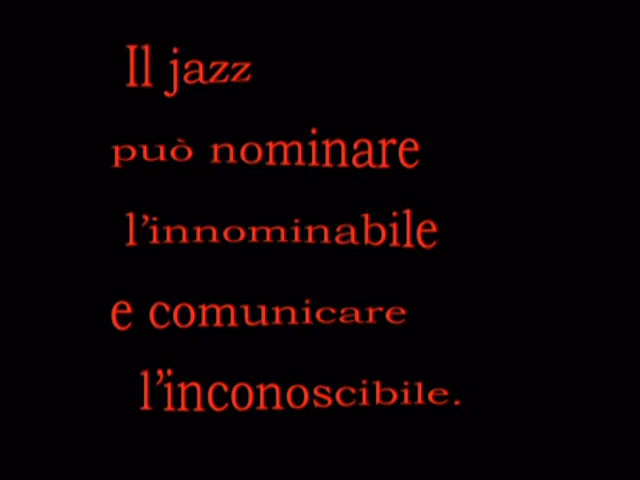 Il jazz
può nominare
l'innominabile
e comunicare
l'inconoscibile.